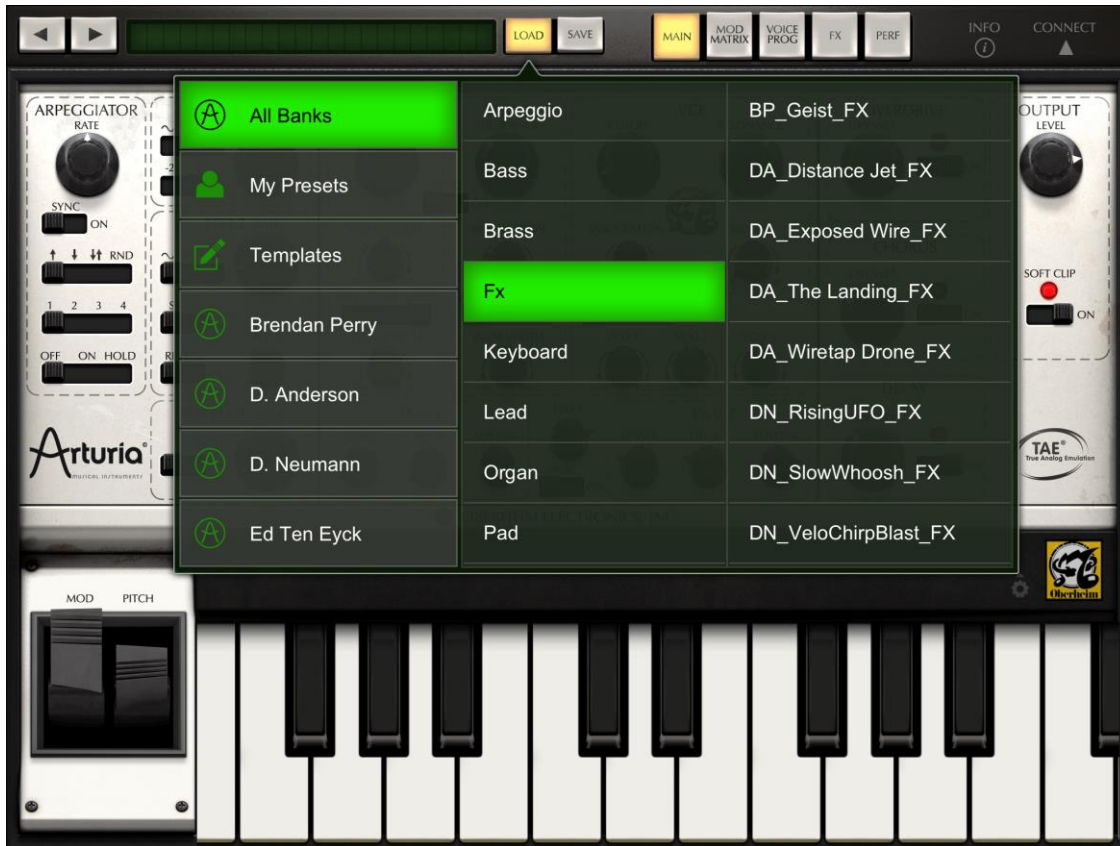 LOAD
SAVE
MAIN
MOD
MATRIX
VOICE
PROG
FX
PERF
INFO
i
CONNECT
ARPEGGIATOR
RATE
SYNC
ON
RND
1 2 3 4
OFF ON HOLD
Arturia
MUSICAL INSTRUMENTS
All Banks
My Presets
Templates
Brendan Perry
D. Anderson
D. Neumann
Ed Ten Eyck
Arpeggio
Bass
Brass
Fx
Keyboard
Lead
Organ
Pad
BP_Geist_FX
DA_Distance Jet_FX
DA_Exposed Wire_FX
DA_The Landing_FX
DA_Wiretap Drone_FX
DN_RisingUFO_FX
DN_SlowWhoosh_FX
DN_VeloChirpBlast_FX
OUTPUT
LEVEL
SOFT CLIP
ON
TAE®
True Analog Emulation
Oberheim
MOD PITCH